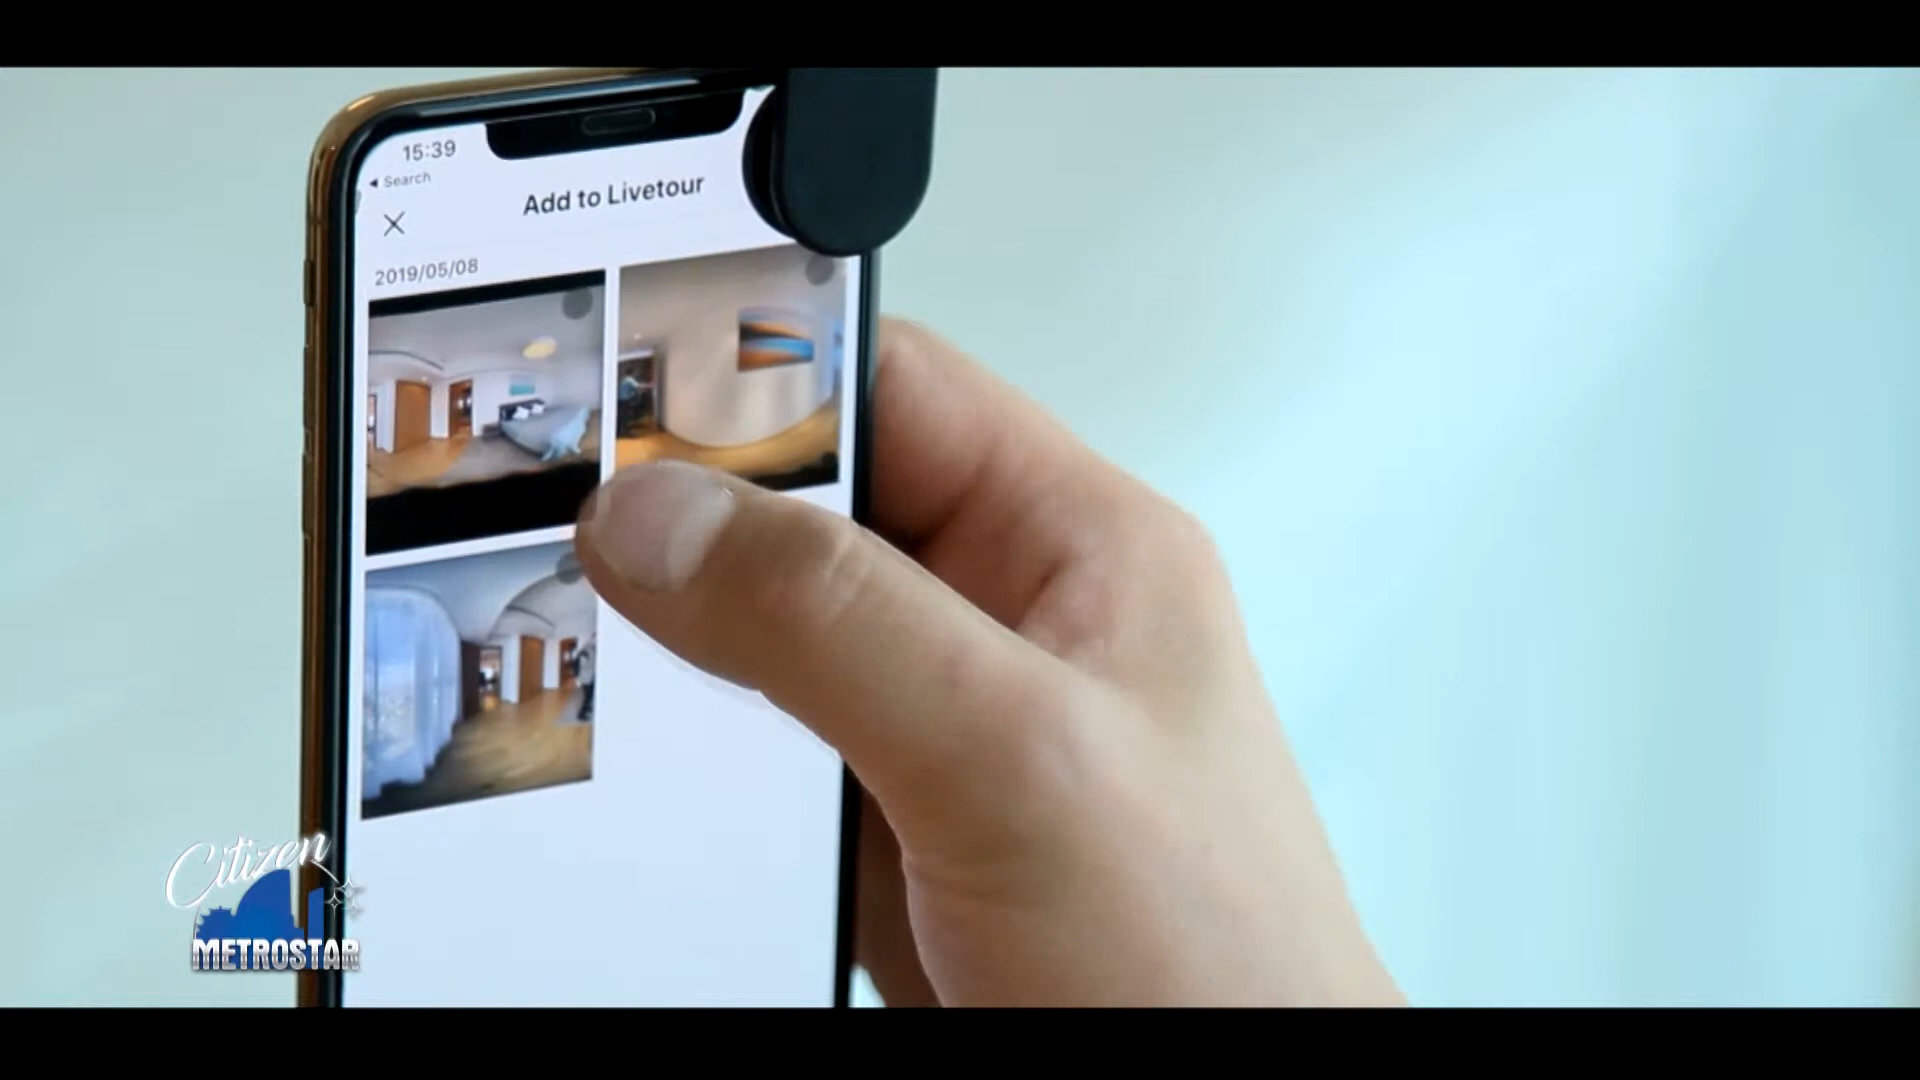 15:39
Search
Add to Livetour
2019/05/08
Citizen
METROSTAR